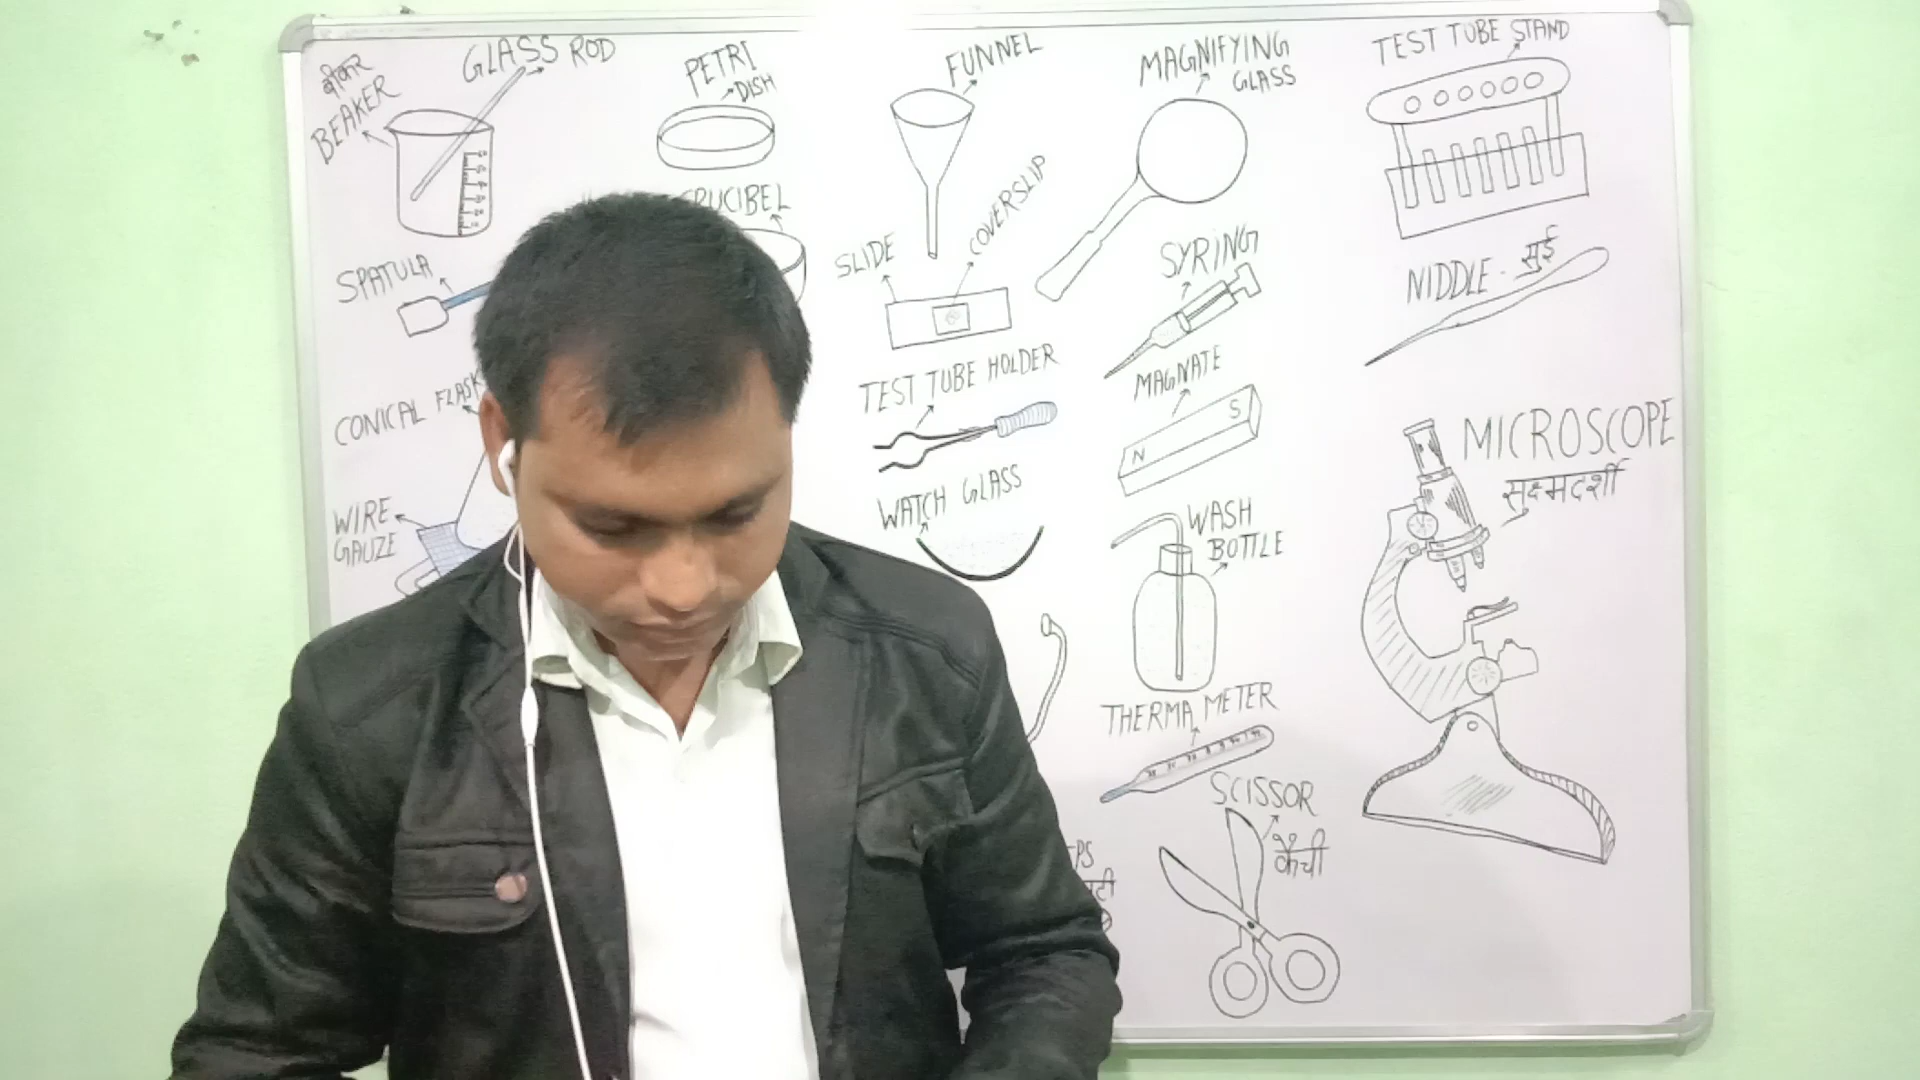 बीकर
BEAKER
GLASS ROD
PETRI
DISH
FUNNEL
MAGNIFYING
GLASS
TEST TUBE STAND
CRUCIBEL
SPATULA
SLIDE
COVERSLIP
SYRING
NIDDLE - सुई
CONICAL FLASK
TEST TUBE HOLDER
MAGNATE
S
N
MICROSCOPE
सुक्ष्मदर्शी
WIRE
GAUZE
WATCH GLASS
WASH
BOTTLE
THERMA METER
SCISSOR
कैंची